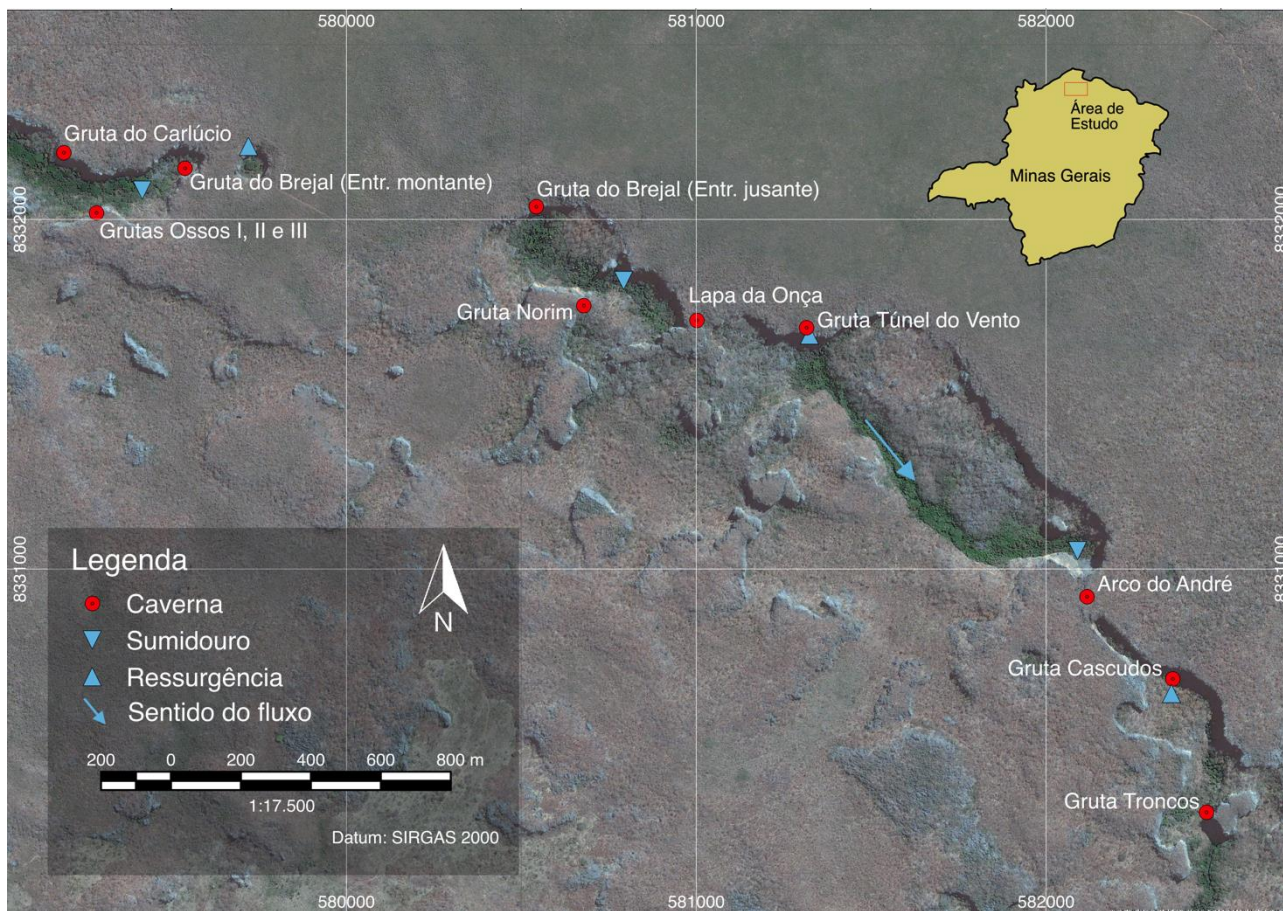 580000
581000
582000
Área de
Estudo
Minas Gerais
Gruta do Carlúcio
Gruta do Brejal (Entr. montante)
Gruta do Brejal (Entr. jusante)
8332000
8332000
Grutas Ossos I, II e III
Gruta Norim
Lapa da Onça
Gruta Túnel do Vento
8331000
8331000
Arco do André
Gruta Cascudos
Gruta Troncos
Legenda
Caverna
Sumidouro
Ressurgência
Sentido do fluxo
N
200 0 200 400 600 800 m
1:17.500
Datum: SIRGAS 2000
580000
581000
582000